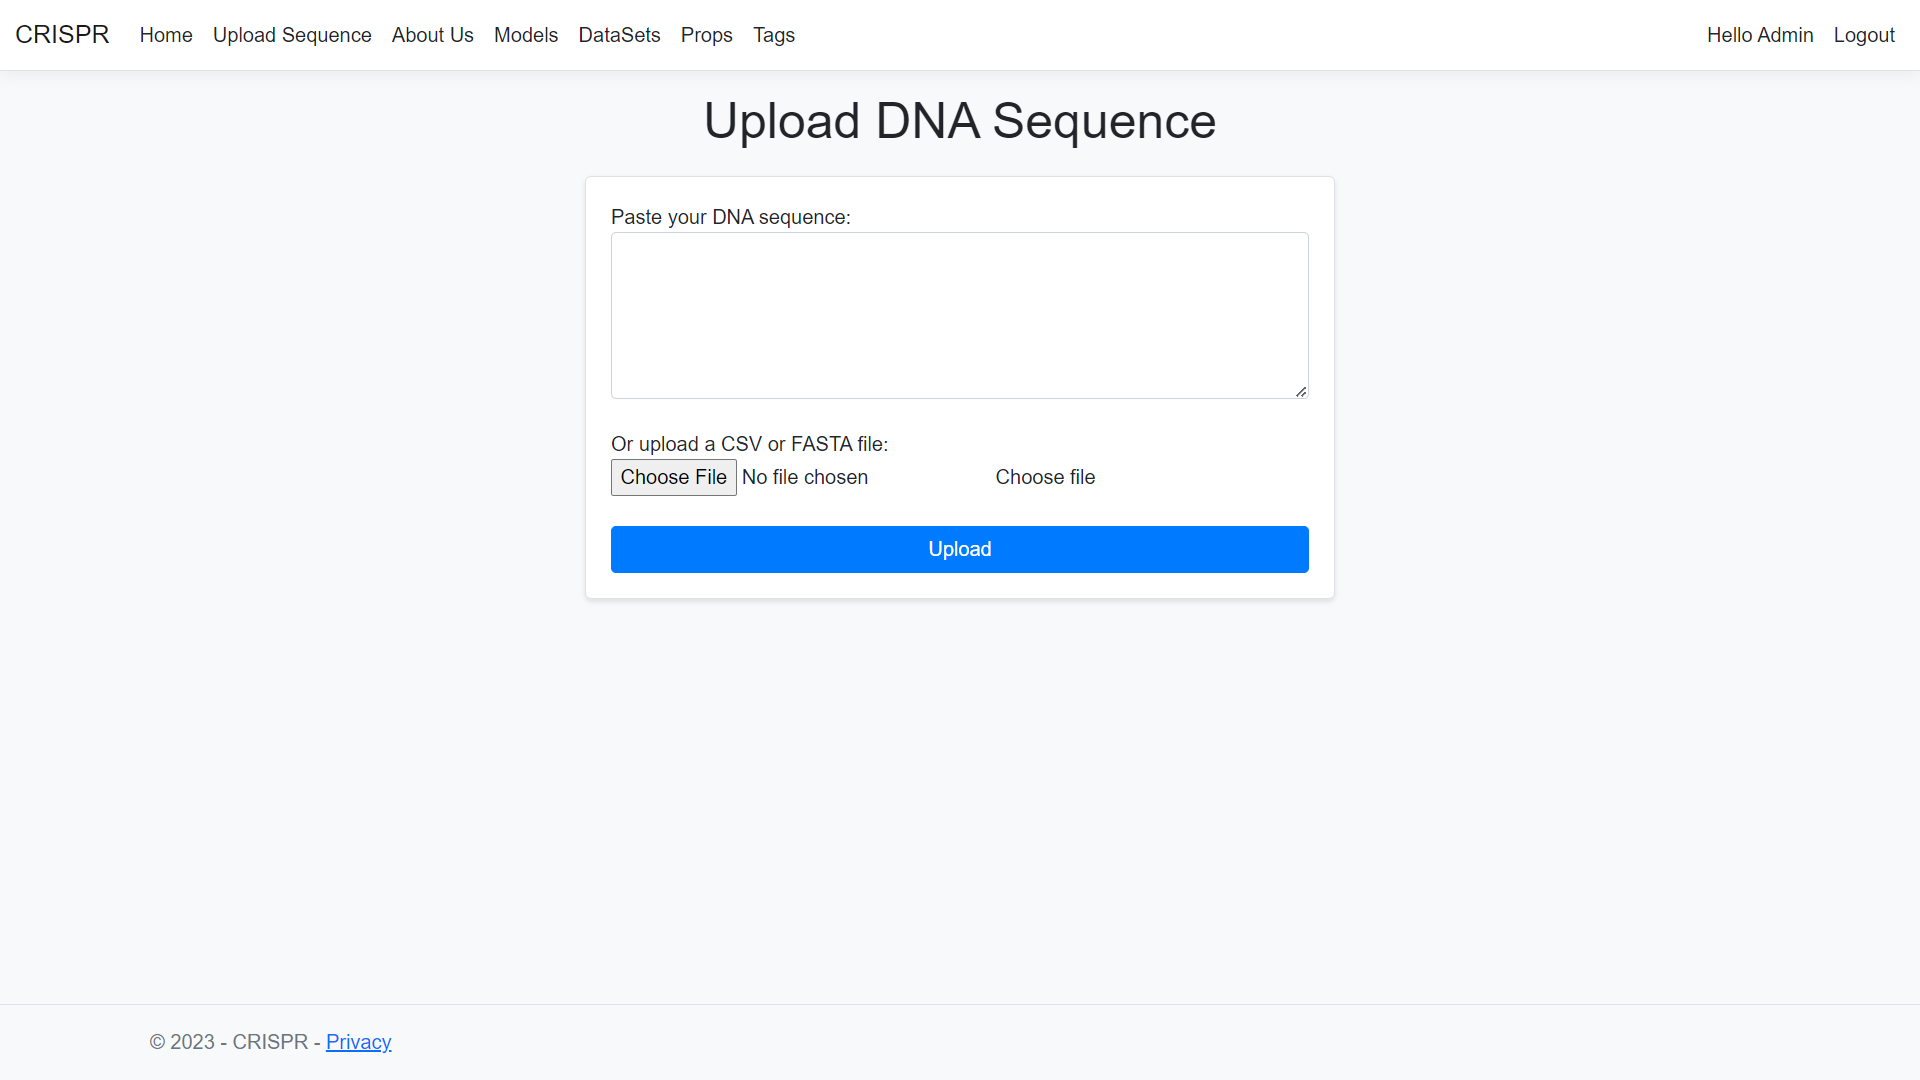 CRISPR Home Upload Sequence About Us Models DataSets Props Tags Hello Admin Logout
Upload DNA Sequence
Paste your DNA sequence:
Or upload a CSV or FASTA file:
Choose File No file chosen Choose file
Upload
© 2023 - CRISPR - Privacy